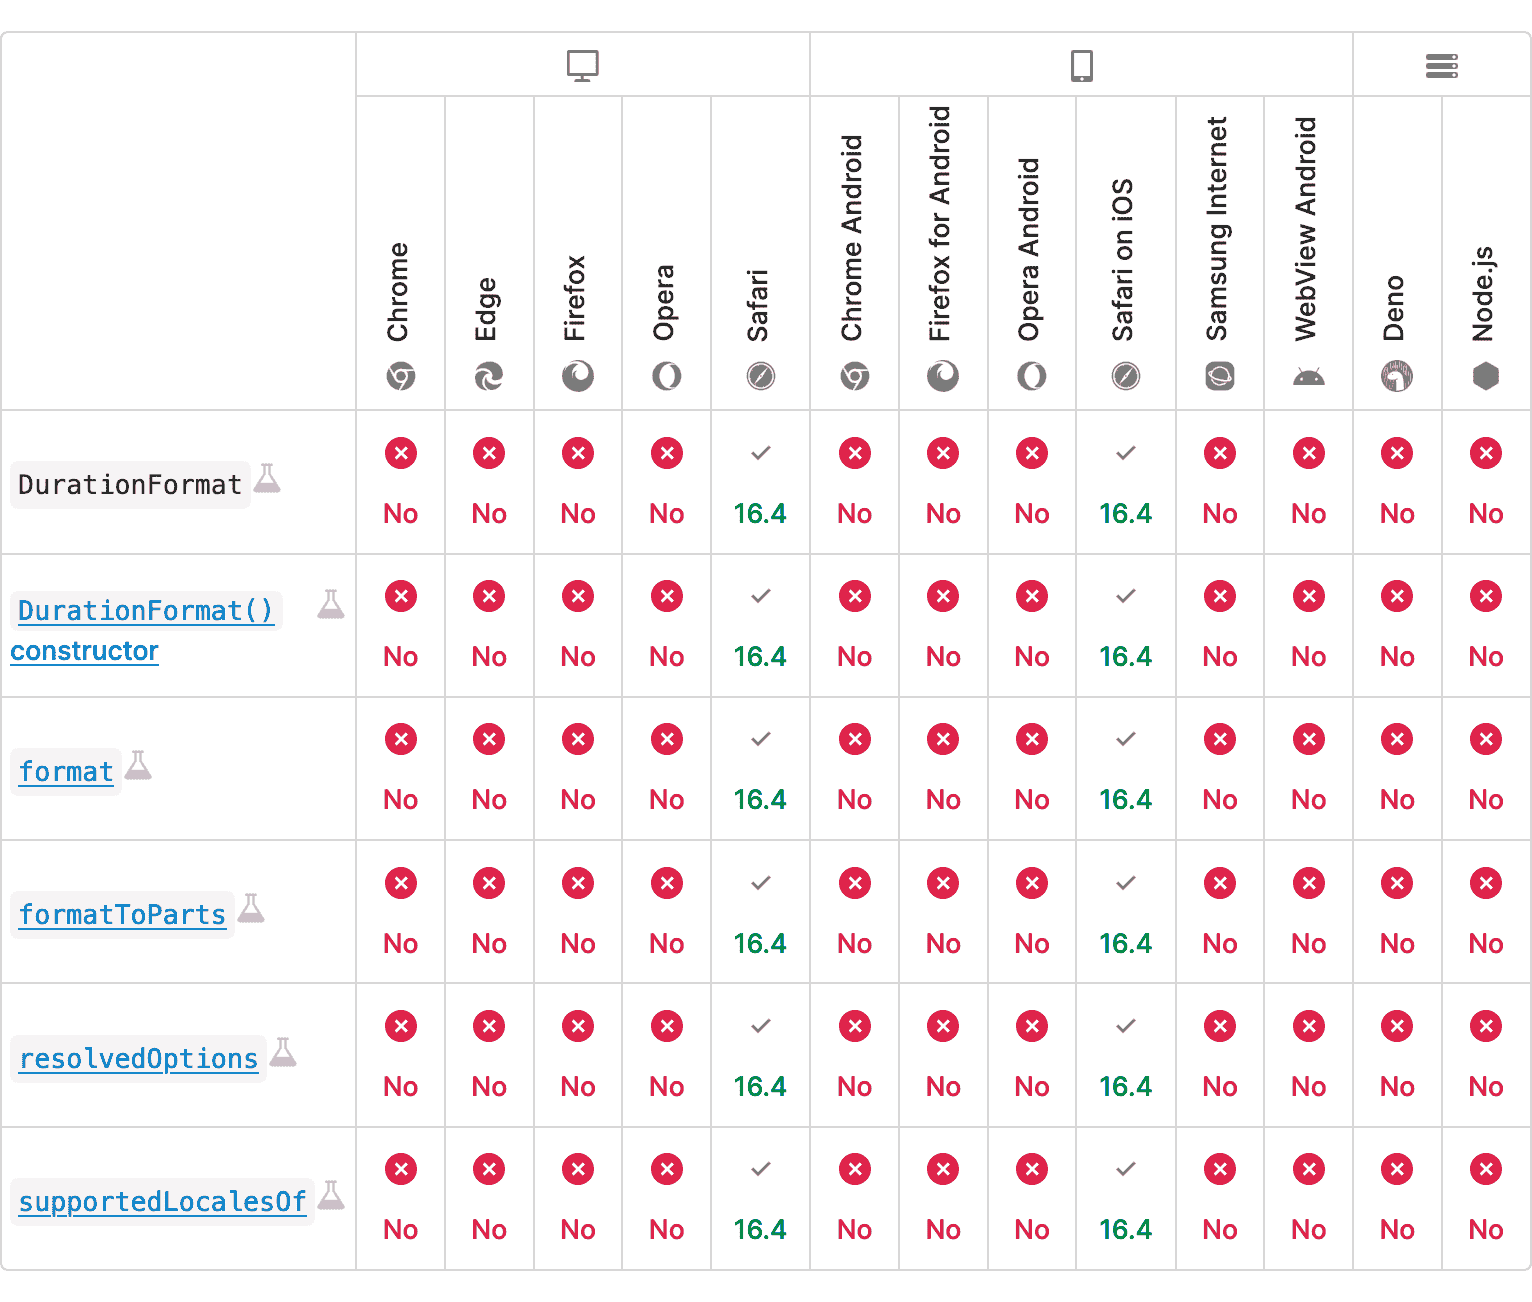 Chrome
Edge
Firefox
Opera
Safari
Chrome Android
Firefox for Android
Opera Android
Safari on iOS
Samsung Internet
WebView Android
Deno
Node.js
DurationFormat
No No No No 16.4 No No No 16.4 No No No No
DurationFormat()
constructor
No No No No 16.4 No No No 16.4 No No No No
format
No No No No 16.4 No No No 16.4 No No No No
formatToParts
No No No No 16.4 No No No 16.4 No No No No
resolvedOptions
No No No No 16.4 No No No 16.4 No No No No
supportedLocalesOf
No No No No 16.4 No No No 16.4 No No No No